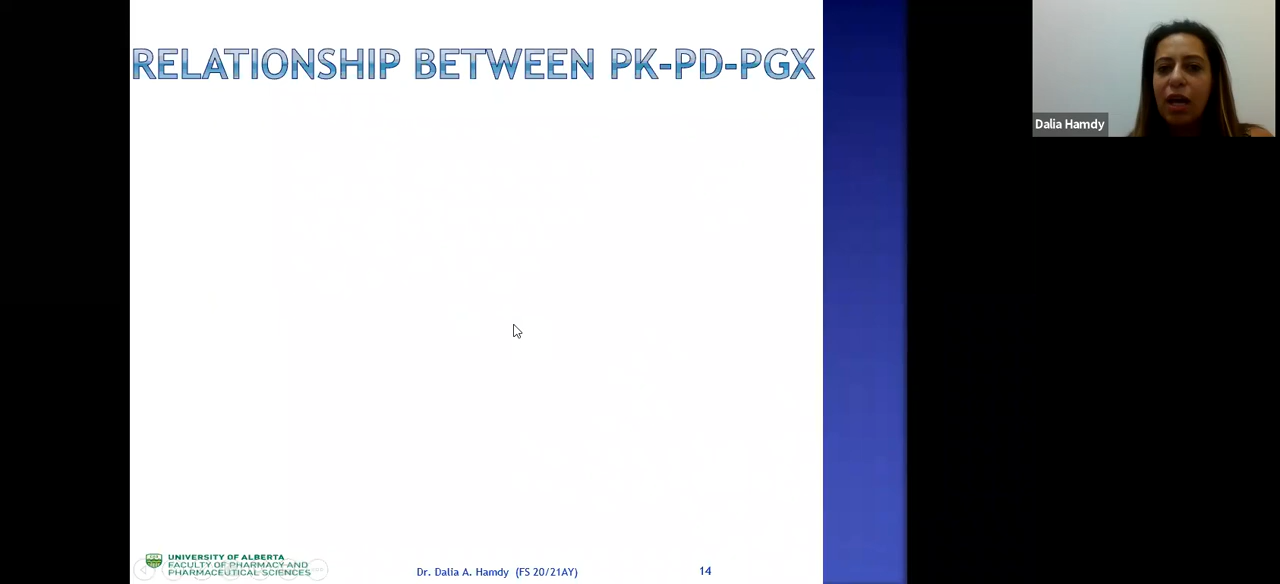 RELATIONSHIP BETWEEN PK-PD-PGX
Dalia Hamdy
UNIVERSITY OF ALBERTA
FACULTY OF PHARMACY AND
PHARMACEUTICAL SCIENCES
Dr. Dalia A. Hamdy (FS 20/21AY)
14